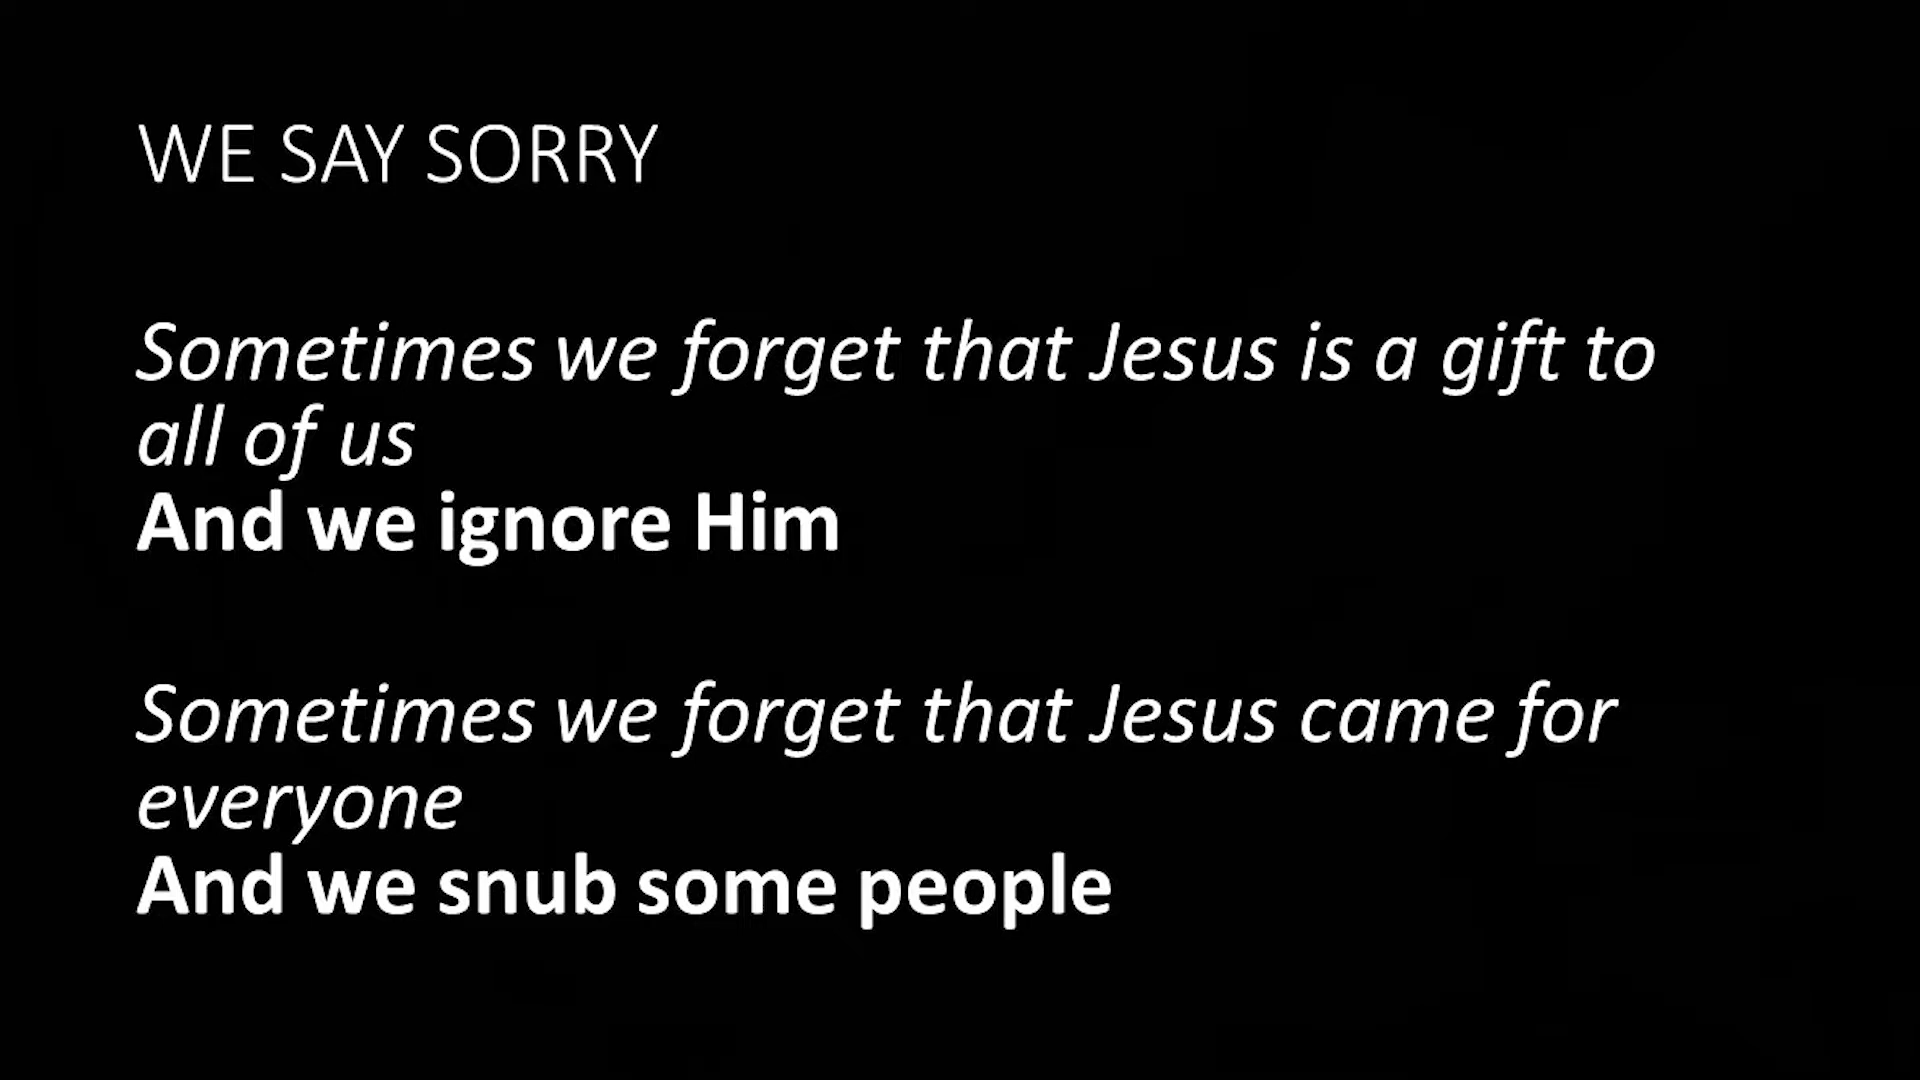 WE SAY SORRY
Sometimes we forget that Jesus is a gift to
all of us
And we ignore Him
Sometimes we forget that Jesus came for
everyone
And we snub some people